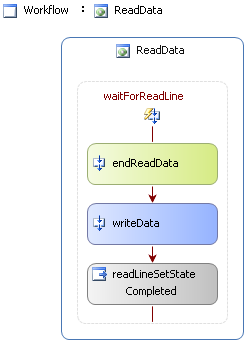 Workflow : ReadData
ReadData
waitForReadLine
endReadData
writeData
readLineSetState
Completed